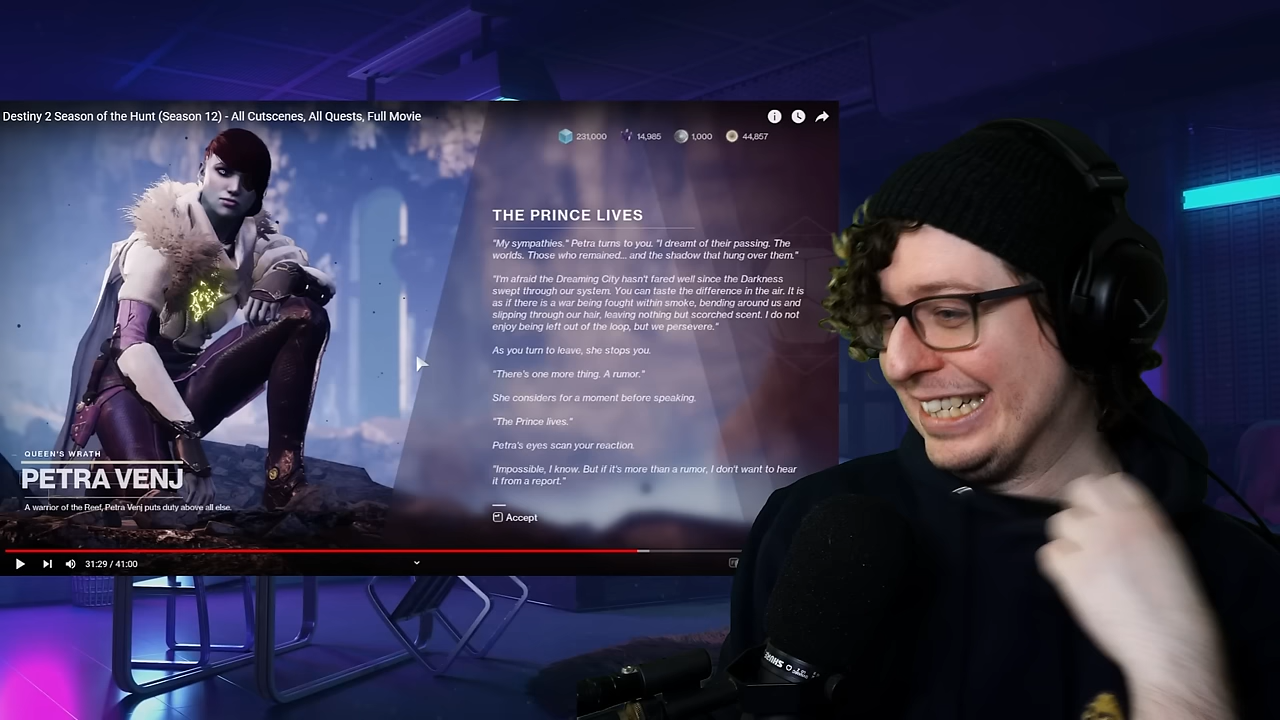 Destiny 2 Season of the Hunt (Season 12) - All Cutscenes, All Quests, Full Movie
231,000 14,985 1,000 44,857
THE PRINCE LIVES
"My sympathies." Petra turns to you. "I dreamt of their passing. The
worlds. Those who remained... and the shadow that hung over them."
"I'm afraid the Dreaming City hasn't fared well since the Darkness
swept through our system. You can taste the difference in the air. It is
as if there is a war being fought within smoke, bending around us and
slipping through our hair, leaving nothing but scorched scent. I do not
enjoy being left out of the loop, but we persevere."
As you turn to leave, she stops you.
"There's one more thing. A rumor."
She considers for a moment before speaking.
"The Prince lives."
Petra's eyes scan your reaction.
"Impossible, I know. But if it's more than a rumor, I don't want to hear
it from a report."
Accept
QUEEN'S WRATH
PETRA VENJ
A warrior of the Reef, Petra Venj puts duty above all else.
31:29 / 41:00